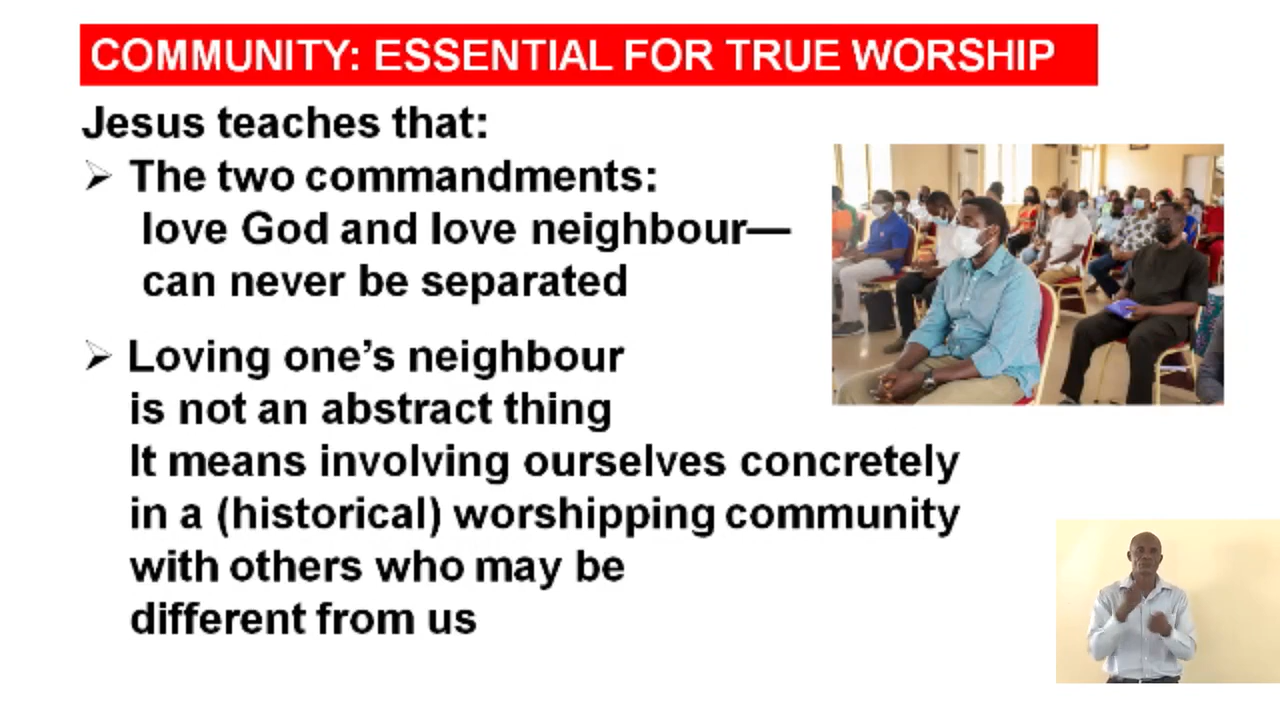 COMMUNITY: ESSENTIAL FOR TRUE WORSHIP
Jesus teaches that:
➢ The two commandments:
love God and love neighbour—
can never be separated
➢ Loving one’s neighbour
is not an abstract thing
It means involving ourselves concretely
in a (historical) worshipping community
with others who may be
different from us